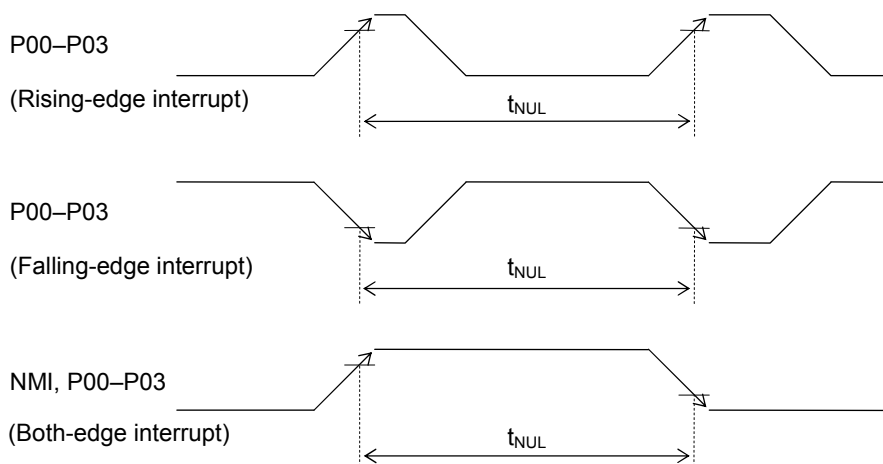 P00–P03
(Rising-edge interrupt)
tNUL
P00–P03
(Falling-edge interrupt)
tNUL
NMI, P00–P03
(Both-edge interrupt)
tNUL